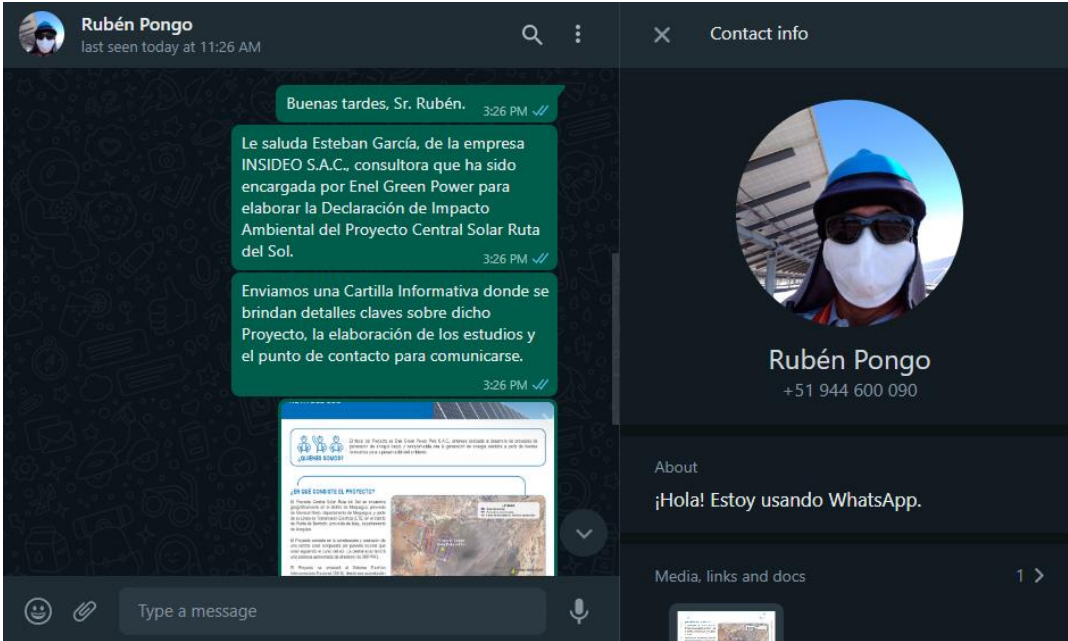 Rubén Pongo
last seen today at 11:26 AM
Buenas tardes, Sr. Rubén.
3:26 PM
Le saluda Esteban García, de la empresa
INSIDEO S.A.C., consultora que ha sido
encargada por Enel Green Power para
elaborar la Declaración de Impacto
Ambiental del Proyecto Central Solar Ruta
del Sol.
3:26 PM
Enviamos una Cartilla Informativa donde se
brindan detalles claves sobre dicho
Proyecto, la elaboración de los estudios y
el punto de contacto para comunicarse.
3:26 PM
¿QUIÉNES SOMOS?
¿EN QUÉ CONSISTE EL PROYECTO?
Type a message
Contact info
Rubén Pongo
+51 944 600 090
About
¡Hola! Estoy usando WhatsApp.
Media, links and docs
1